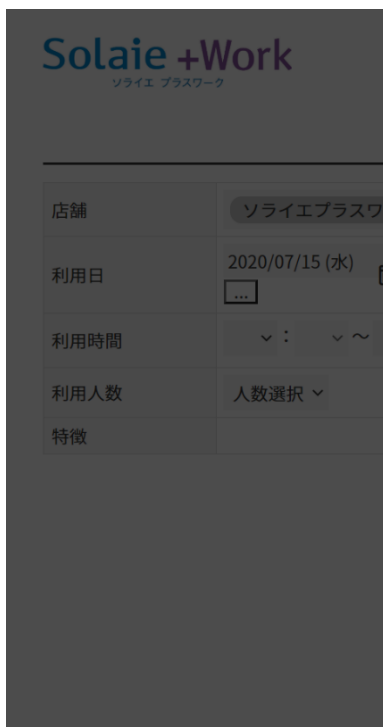 Solaie +Work
ソライエ プラスワーク
店舗
ソライエプラスワ
利用日
2020/07/15 (水)
...
利用時間
： ～
利用人数
人数選択
特徴